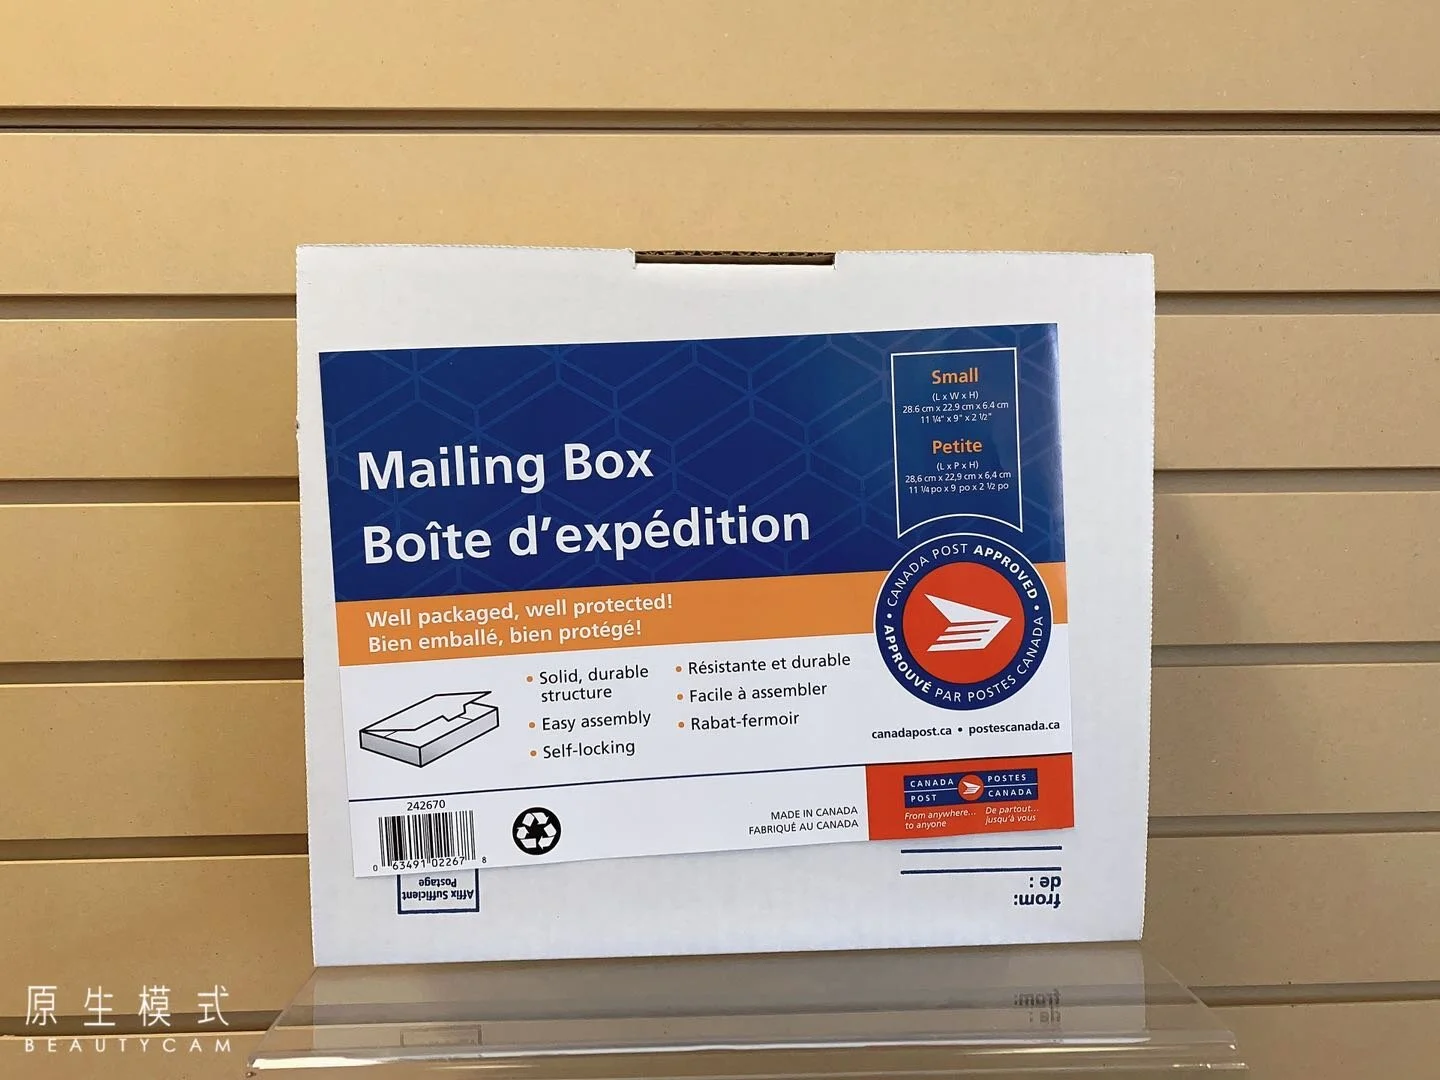 Mailing Box
Boîte d'expédition
Small
(L x W x H)
28.6 cm x 22.9 cm x 6.4 cm
11 1/4" x 9" x 2 1/2"
Petite
(L x P x H)
28,6 cm x 22,9 cm x 6,4 cm
11 1/4 po x 9 po x 2 1/2 po
Well packaged, well protected!
Bien emballé, bien protégé!
• CANADA POST APPROVED •
APPROUVÉ PAR POSTES CANADA
• Solid, durable
structure
• Easy assembly
• Self-locking
• Résistante et durable
• Facile à assembler
• Rabat-fermoir
canadapost.ca • postescanada.ca
242670
0 63491 02267 8
MADE IN CANADA
FABRIQUÉ AU CANADA
CANADA POST
POSTES CANADA
From anywhere...
to anyone
De partout...
jusqu'à vous
Affix Sufficient
Postage
from:
de :
原生模式
BEAUTYCAM